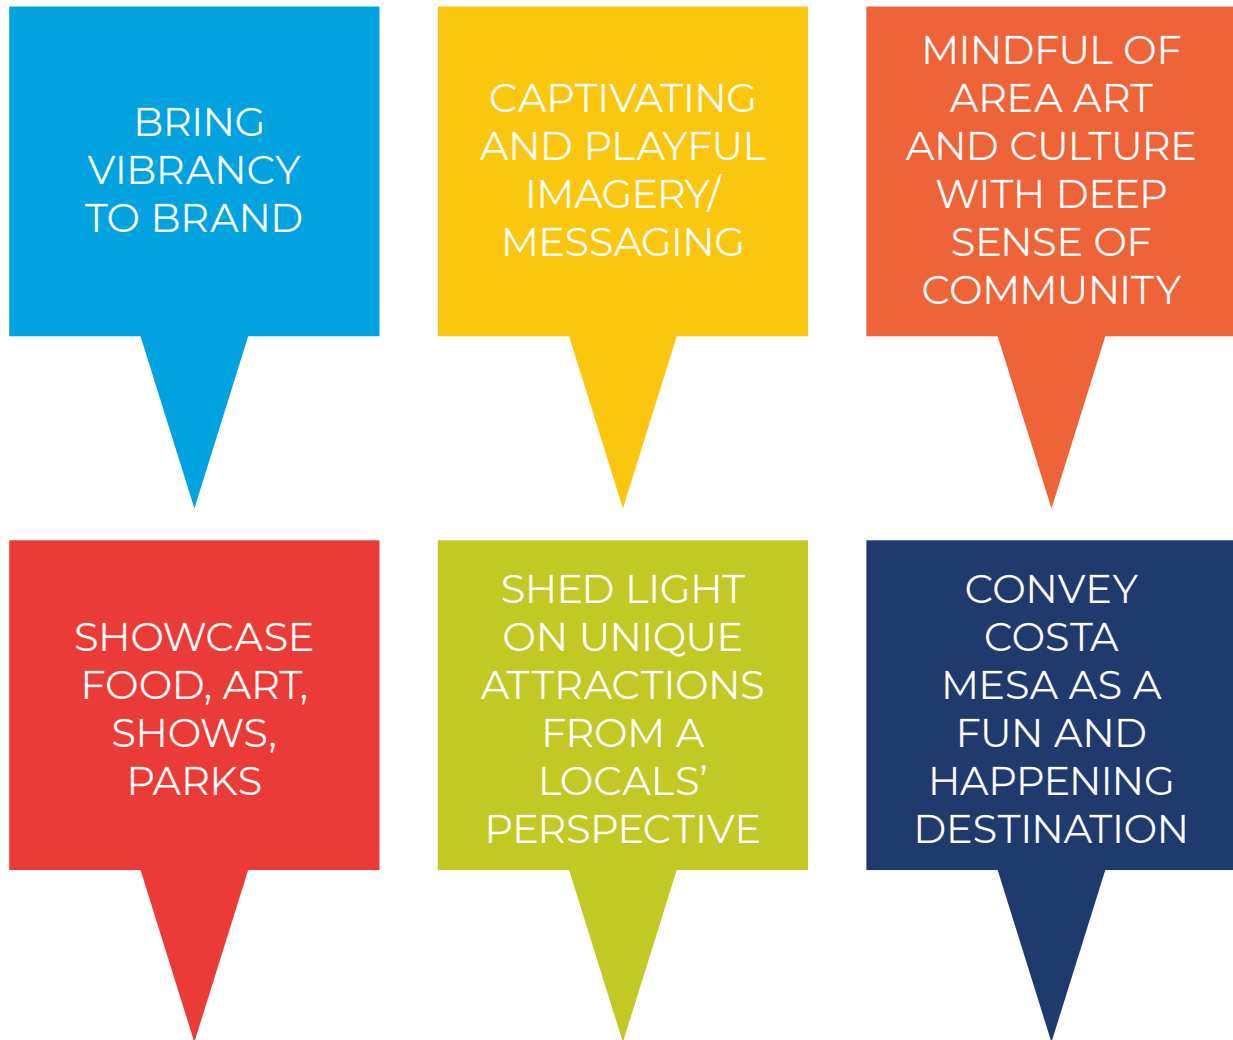 BRING
VIBRANCY
TO BRAND
CAPTIVATING
AND PLAYFUL
IMAGERY/
MESSAGING
MINDFUL OF
AREA ART
AND CULTURE
WITH DEEP
SENSE OF
COMMUNITY
SHOWCASE
FOOD, ART,
SHOWS,
PARKS
SHED LIGHT
ON UNIQUE
ATTRACTIONS
FROM A
LOCALS’
PERSPECTIVE
CONVEY
COSTA
MESA AS A
FUN AND
HAPPENING
DESTINATION